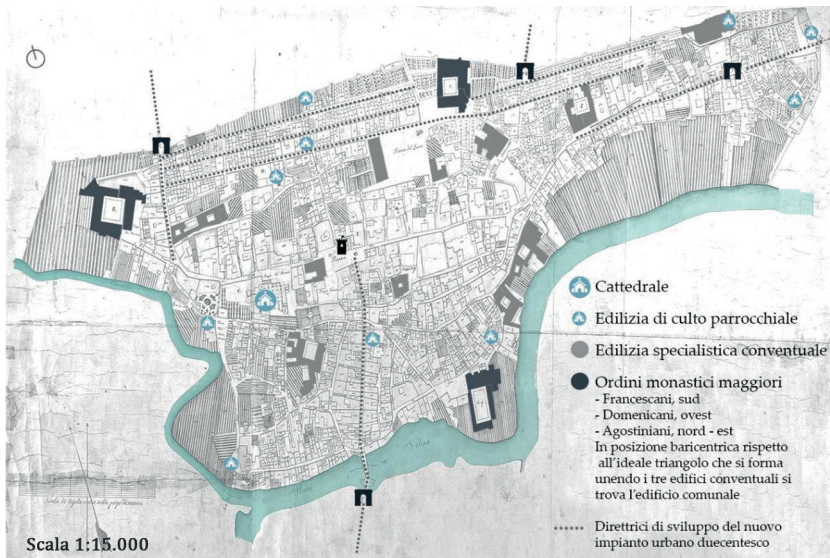 Cattedrale
Edilizia di culto parrocchiale
Edilizia specialistica conventuale
Ordini monastici maggiori
- Francescani, sud
- Domenicani, ovest
- Agostiniani, nord - est
In posizione baricentrica rispetto
all'ideale triangolo che si forma
unendo i tre edifici conventuali si
trova l'edificio comunale
Direttrici di sviluppo del nuovo
impianto urbano duecentesco
Velino
Fiume
Scala 1:15.000